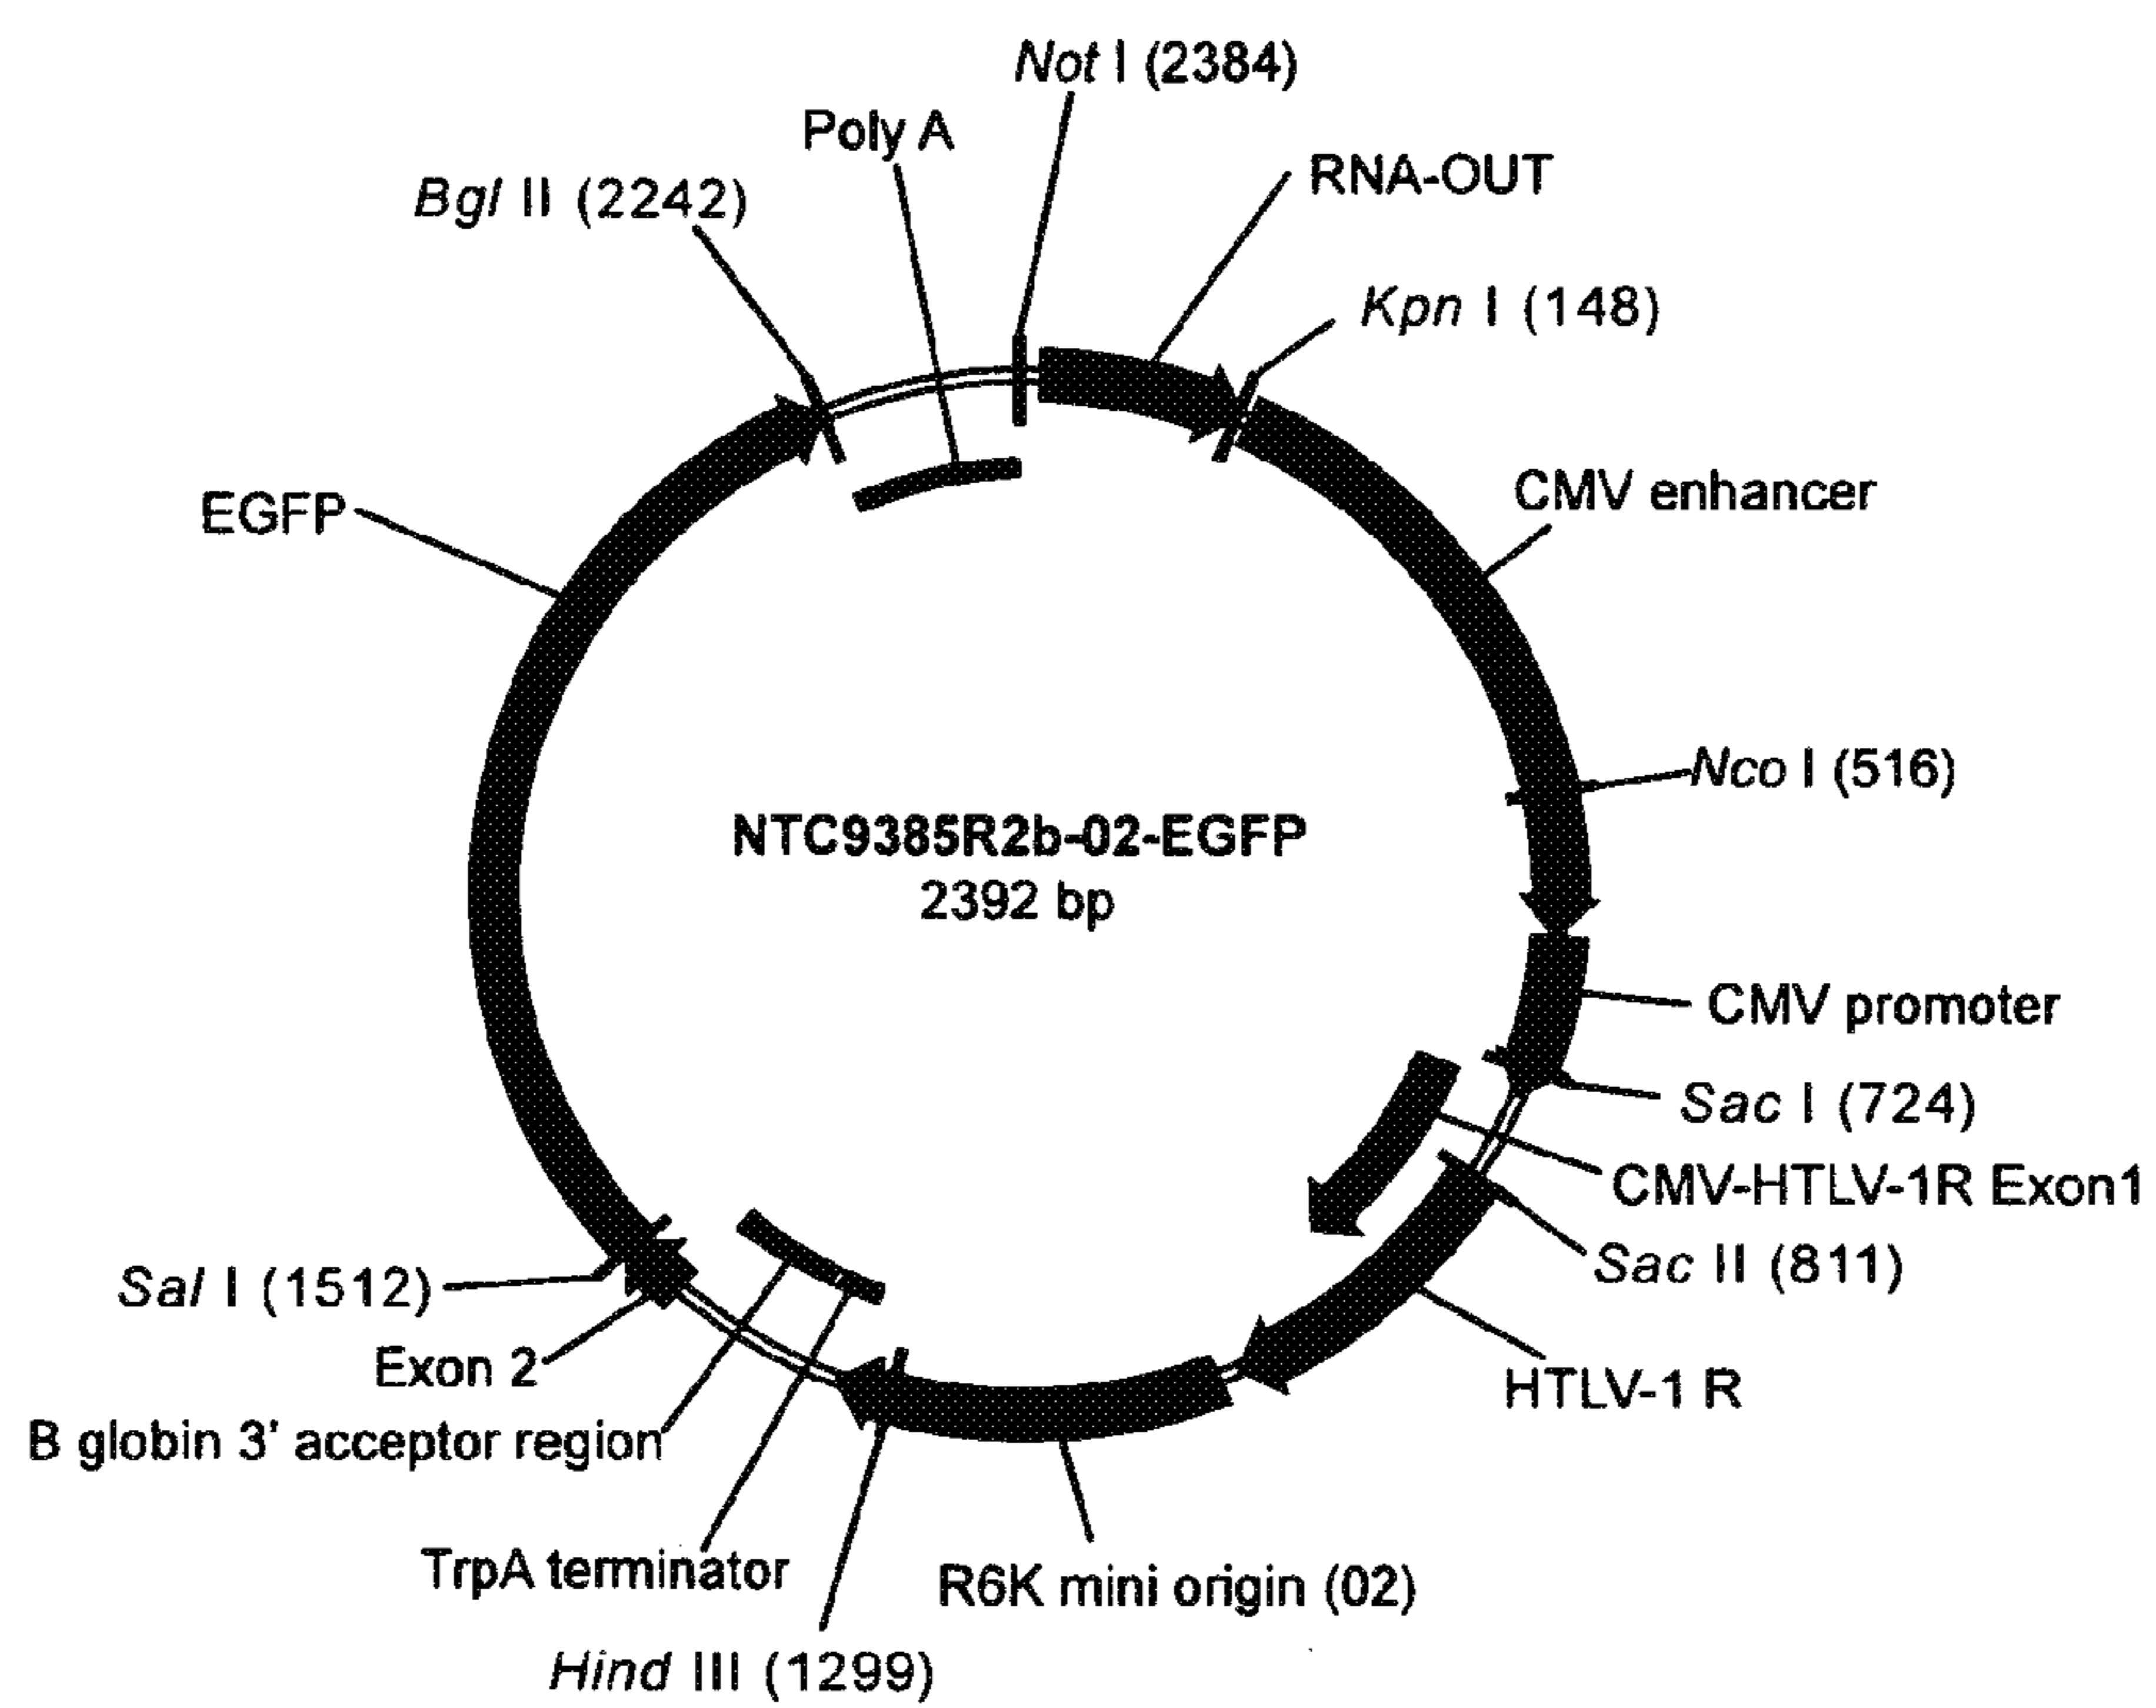 Not I (2384)
Poly A
RNA-OUT
Bgl II (2242)
Kpn I (148)
CMV enhancer
EGFP
Nco I (516)
NTC9385R2b-02-EGFP
2392 bp
CMV promoter
Sac I (724)
CMV-HTLV-1R Exon1
Sac II (811)
Sal I (1512)
Exon 2
HTLV-1 R
B globin 3' acceptor region
TrpA terminator
R6K mini origin (02)
Hind III (1299)